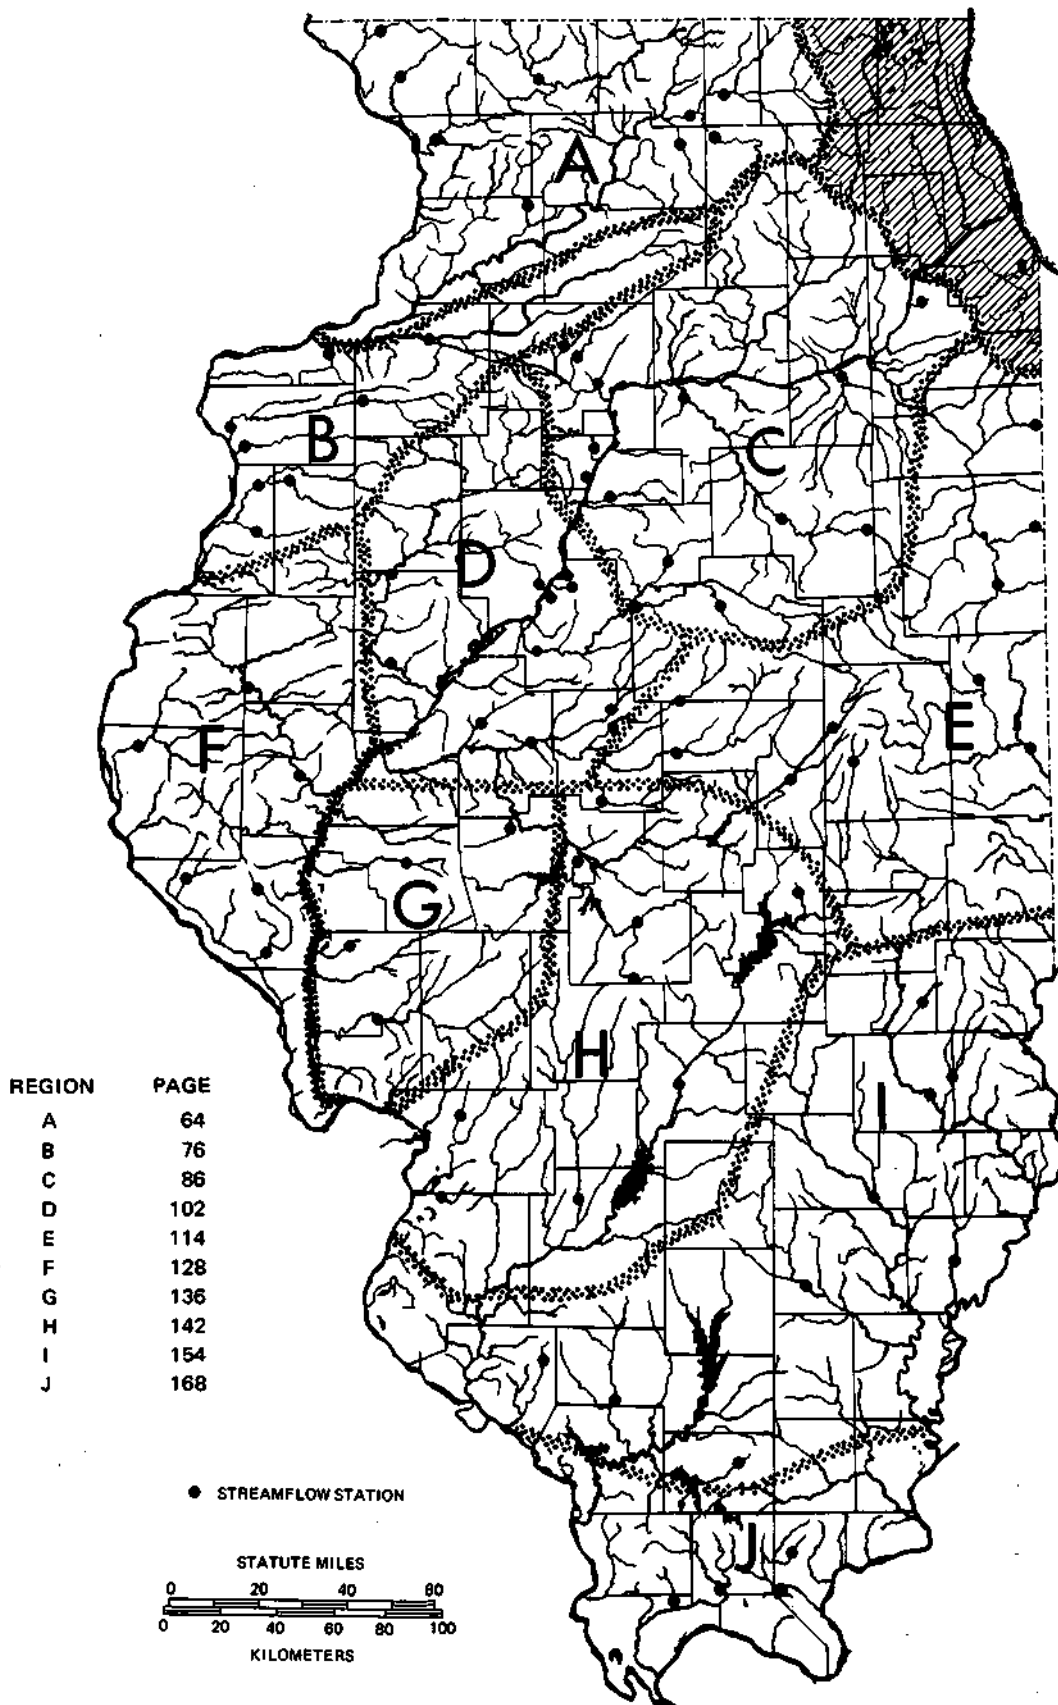 A
B
C
D
E
F
G
H
I
J
REGION PAGE
A 64
B 76
C 86
D 102
E 114
F 128
G 136
H 142
I 154
J 168
STREAMFLOW STATION
STATUTE MILES
0 20 40 60
0 20 40 60 80 100
KILOMETERS